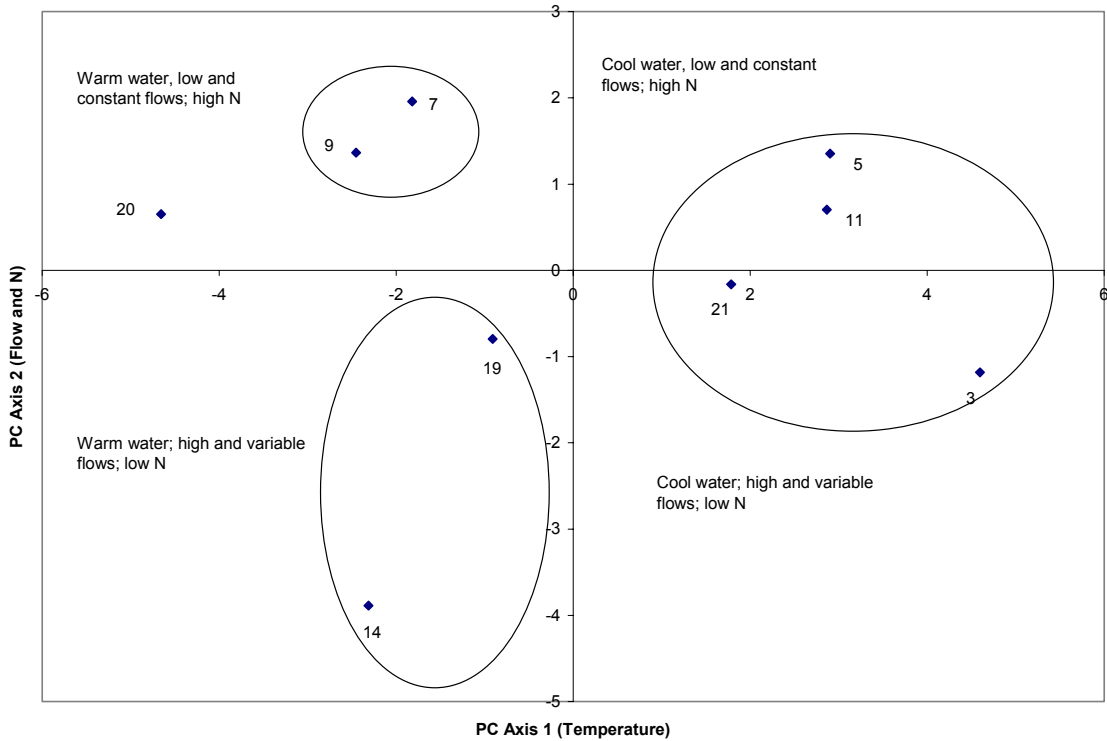 3
Warm water, low and
constant flows; high N
Cool water, low and constant
flows; high N
2
7
9
5
1
11
20
0
-6
-4
-2
0
2
4
6
21
-1
19
3
PC Axis 2 (Flow and N)
Warm water; high and variable
flows; low N
-2
Cool water; high and variable
flows; low N
-3
-4
14
-5
PC Axis 1 (Temperature)